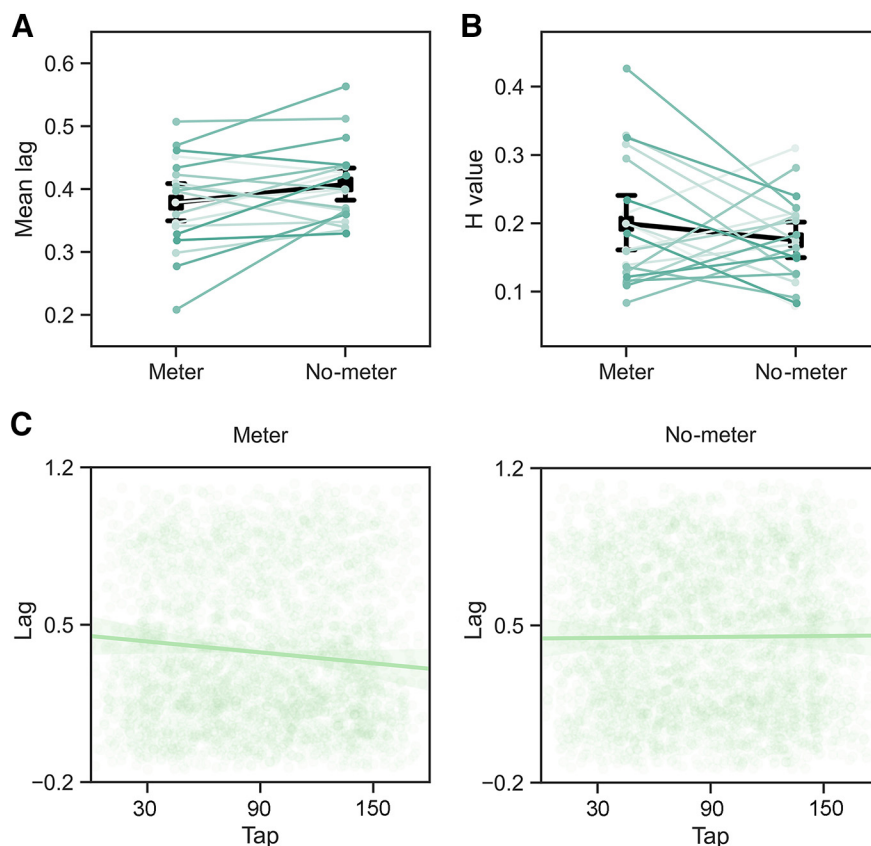 A
B
0.6
0.5
0.4
0.3
0.2
Mean lag
Meter
No-meter
0.4
0.3
0.2
0.1
H value
Meter
No-meter
C
Meter
No-meter
1.2
0.5
−0.2
Lag
30
90
150
Tap
1.2
0.5
−0.2
Lag
30
90
150
Tap